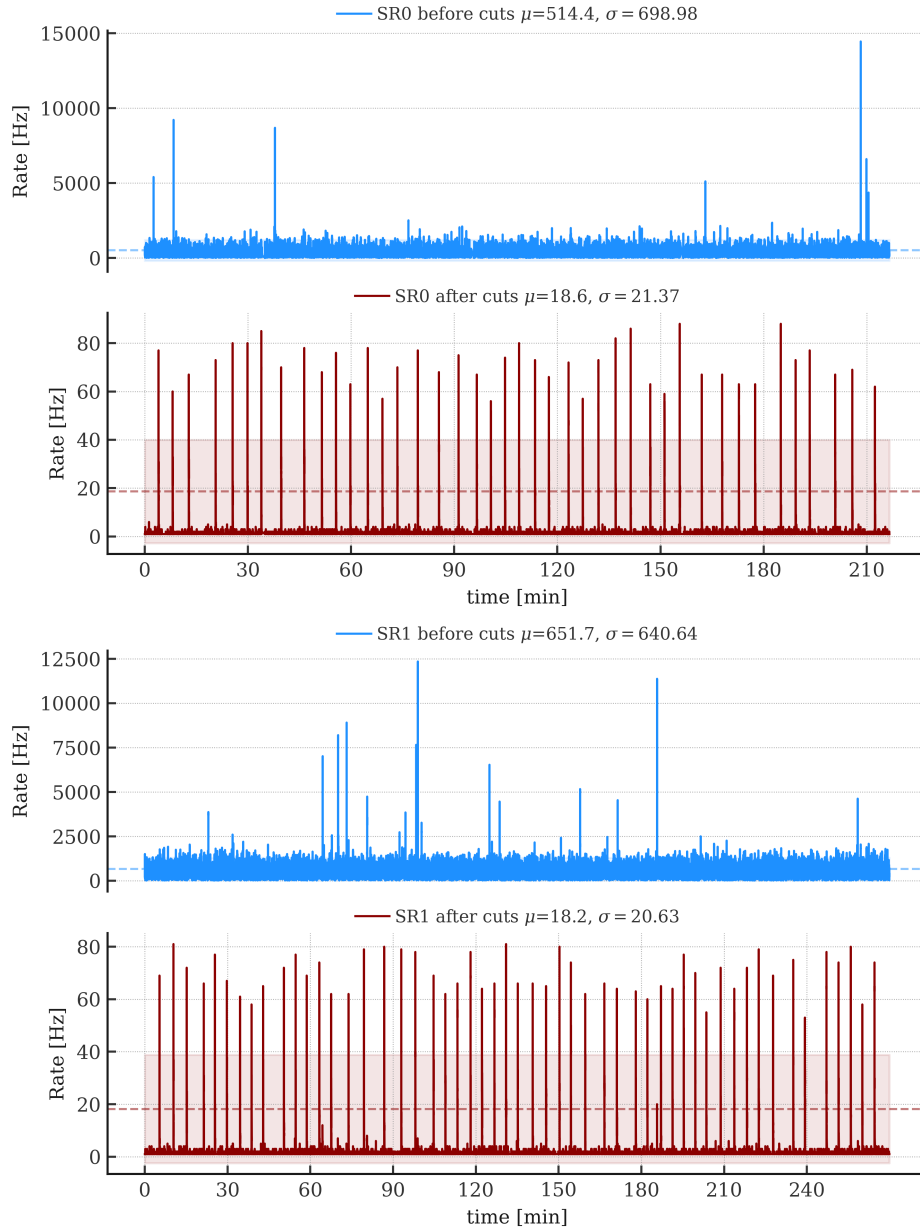 SR0 before cuts μ=514.4, σ = 698.98
15000
10000
5000
0
Rate [Hz]
SR0 after cuts μ=18.6, σ = 21.37
80
60
40
20
0
Rate [Hz]
0 30 60 90 120 150 180 210
time [min]
SR1 before cuts μ=651.7, σ = 640.64
12500
10000
7500
5000
2500
0
Rate [Hz]
SR1 after cuts μ=18.2, σ = 20.63
80
60
40
20
0
Rate [Hz]
0 30 60 90 120 150 180 210 240
time [min]